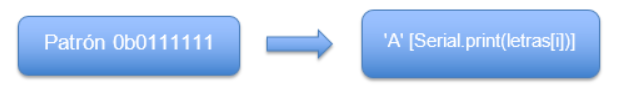 Patrón 0b0111111
'A' [Serial.print(letras[i])]